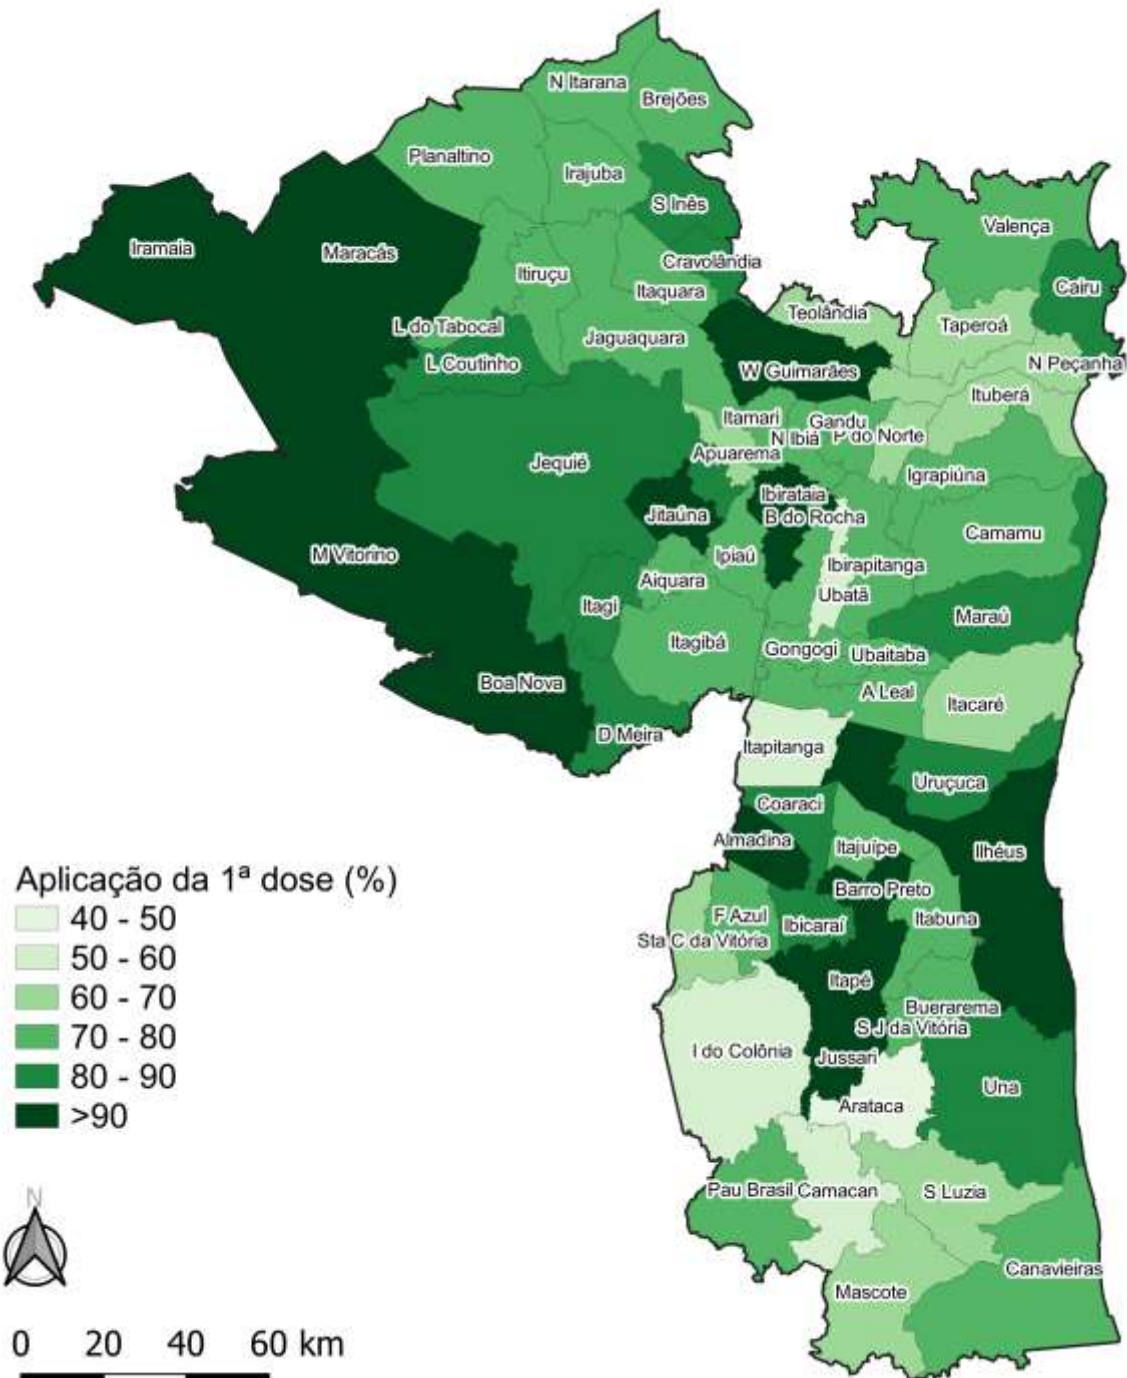 N Itarana
Brejões
Planaltino
Irajuba
S Inês
Valença
Iramaia
Maracás
Cravolândia
Itiruçu
Itaquara
Cairu
Teolândia
Taperoá
L do Tabocal
Jaguaquara
L Coutinho
W Guimarães
N Peçanha
Ituberá
Itamari
Gandu
N Ibiá
P do Norte
Apuarema
Jequié
Igrapiúna
Ibirataia
Jitaúna
B do Rocha
Camamu
M Vitorino
Ipiaú
Ibirapitanga
Aiquara
Ubatã
Itagi
Maraú
Itagibá
Gongogi
Ubaitaba
Boa Nova
A Leal
Itacaré
D Meira
Itapitanga
Uruçuca
Coaraci
Almadina
Itajuípe
Ilhéus
Barro Preto
F Azul
Ibicaraí
Itabuna
Sta C da Vitória
Itapé
Buerarema
S J da Vitória
I do Colônia
Jussari
Una
Arataca
Pau Brasil
Camacan
S Luzia
Canavieiras
Mascote
Aplicação da 1ª dose (%)
40 - 50
50 - 60
60 - 70
70 - 80
80 - 90
>90
N
0 20 40 60 km